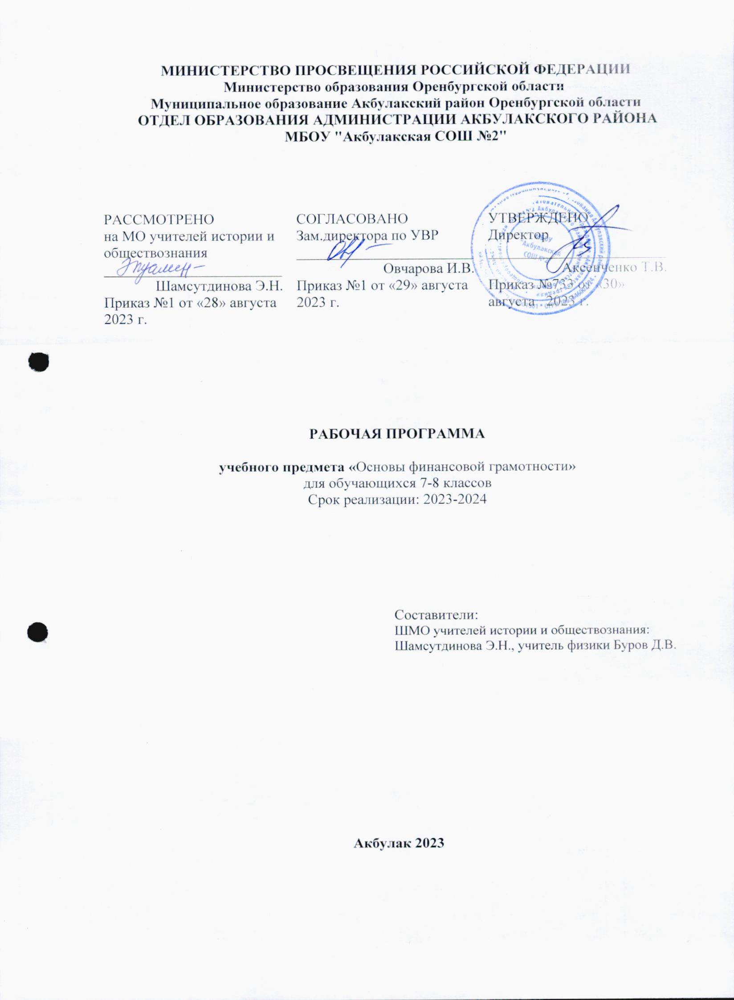 МИНИСТЕРСТВО ПРОСВЕЩЕНИЯ РОССИЙСКОЙ ФЕДЕРАЦИИ
Министерство образования Оренбургской области
Муниципальное образование Акбулакский район Оренбургской области
ОТДЕЛ ОБРАЗОВАНИЯ АДМИНИСТРАЦИИ АКБУЛАКСКОГО РАЙОНА
МБОУ "Акбулакская СОШ №2"
РАССМОТРЕНО
на МО учителей истории и
обществознания
Шамсутдинова Э.Н.
Приказ №1 от «28» августа
2023 г.
СОГЛАСОВАНО
Зам.директора по УВР
Овчарова И.В.
Приказ №1 от «29» августа
2023 г.
УТВЕРЖДЕНО
Директор
Аксенченко Т.В.
Приказ №733 от «30»
августа 2023 г.
МБОУ
"Акбулакская
СОШ №2"
РАБОЧАЯ ПРОГРАММА
учебного предмета «Основы финансовой грамотности»
для обучающихся 7-8 классов
Срок реализации: 2023-2024
Составители:
ШМО учителей истории и обществознания:
Шамсутдинова Э.Н., учитель физики Буров Д.В.
Акбулак 2023